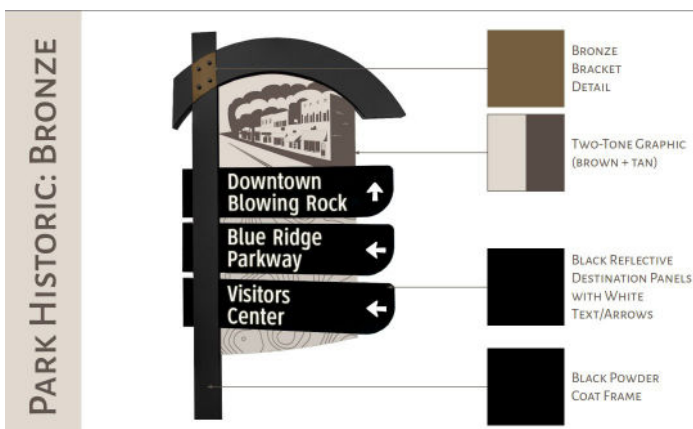 PARK HISTORIC: BRONZE
Downtown
Blowing Rock
Blue Ridge
Parkway
Visitors
Center
BRONZE
BRACKET
DETAIL
TWO-TONE GRAPHIC
(BROWN + TAN)
BLACK REFLECTIVE
DESTINATION PANELS
WITH WHITE
TEXT/ARROWS
BLACK POWDER
COAT FRAME